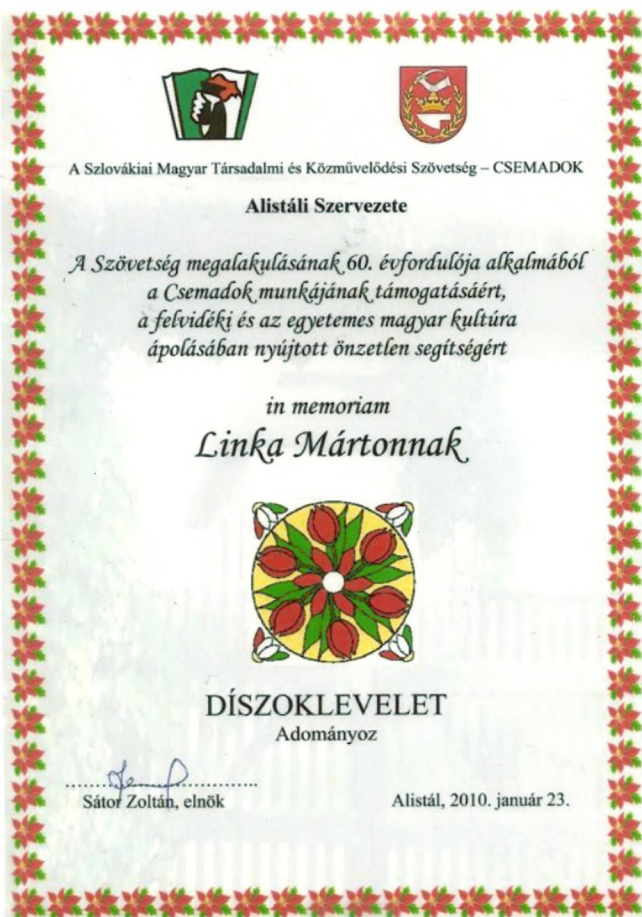 A Szlovákiai Magyar Társadalmi és Közművelődési Szövetség – CSEMADOK
Alistáli Szervezete
A Szövetség megalakulásának 60. évfordulója alkalmából
a Csemadok munkájának támogatásáért,
a felvidéki és az egyetemes magyar kultúra
ápolásában nyújtott önzetlen segítségért
in memoriam
Linka Mártonnak
DÍSZOKLEVELET
Adományoz
Sátor Zoltán, elnök
Alistál, 2010. január 23.